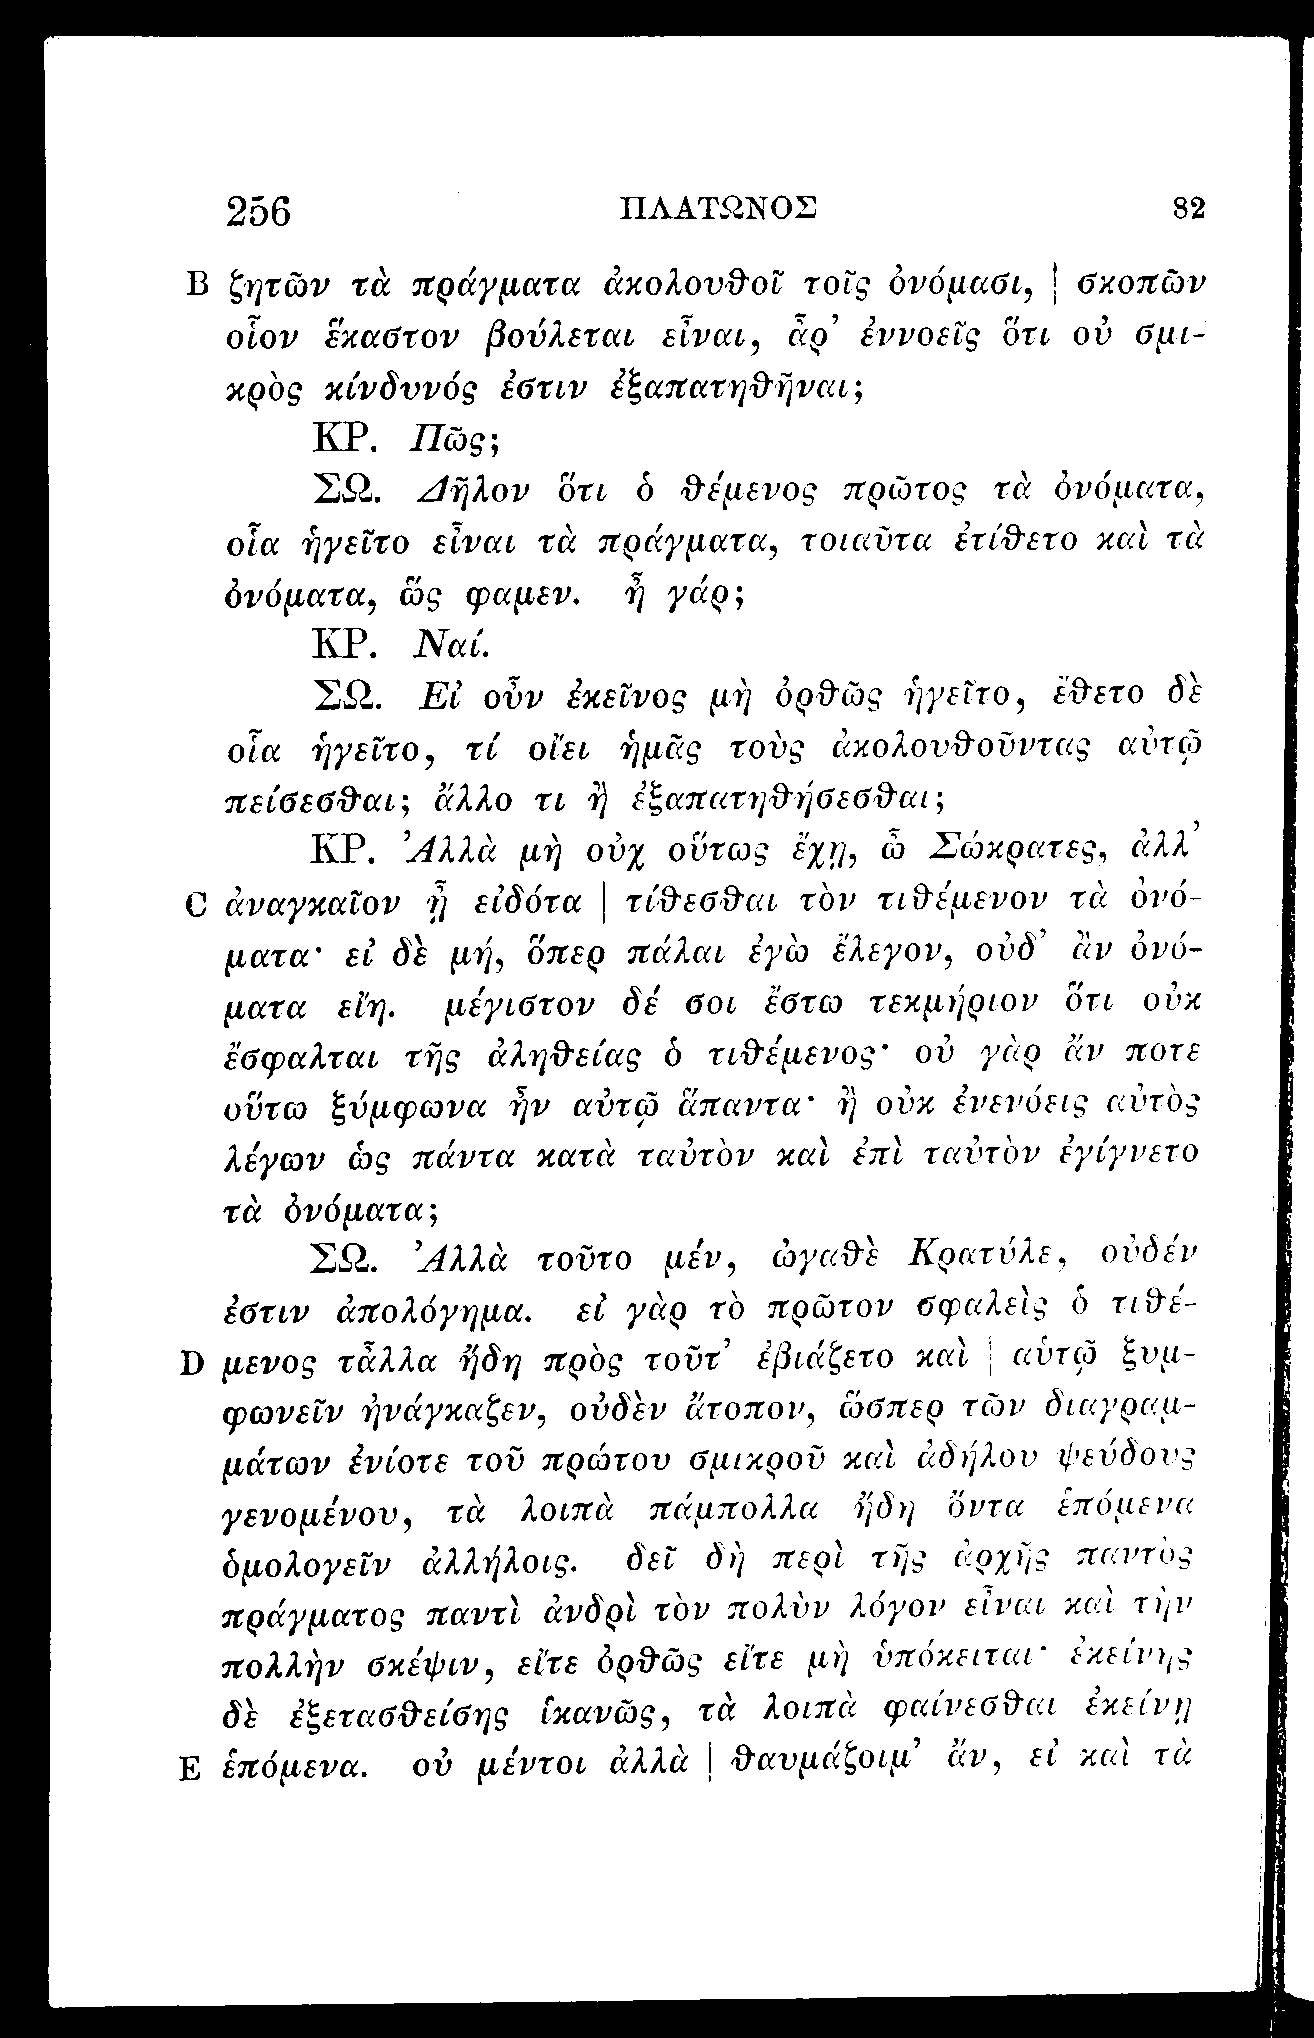 256 ΠΛΑΤΩΝΟΣ 82
B ζητῶν τὰ πράγματα ἀκολουθοῖ τοῖς ὀνόμασι, | σκοπῶν
οἷον ἕκαστον βούλεται εἶναι, ἆρ’ ἐννοεῖς ὅτι οὐ σμι-
κρὸς κίνδυνός ἐστιν ἐξαπατηθῆναι;
ΚΡ. Πῶς;
ΣΩ. Δῆλον ὅτι ὁ θέμενος πρῶτος τὰ ὀνόματα,
οἷα ἡγεῖτο εἶναι τὰ πράγματα, τοιαῦτα ἐτίθετο καὶ τὰ
ὀνόματα, ὥς φαμεν. ἦ γάρ;
ΚΡ. Ναί.
ΣΩ. Εἰ οὖν ἐκεῖνος μὴ ὀρθῶς ἡγεῖτο, ἔθετο δὲ
οἷα ἡγεῖτο, τί οἴει ἡμᾶς τοὺς ἀκολουθοῦντας αὐτῷ
πείσεσθαι; ἄλλο τι ἢ ἐξαπατηθήσεσθαι;
ΚΡ. Ἀλλὰ μὴ οὐχ οὕτως ἔχῃ, ὦ Σώκρατες, ἀλλ’
C ἀναγκαῖον ᾖ εἰδότα | τίθεσθαι τὸν τιθέμενον τὰ ὀνό-
ματα· εἰ δὲ μή, ὅπερ πάλαι ἐγὼ ἔλεγον, οὐδ’ ἂν ὀνό-
ματα εἴη. μέγιστον δέ σοι ἔστω τεκμήριον ὅτι οὐκ
ἔσφαλται τῆς ἀληθείας ὁ τιθέμενος· οὐ γὰρ ἄν ποτε
οὕτω ξύμφωνα ἦν αὐτῷ ἅπαντα· ἢ οὐκ ἐνενόεις αὐτὸς
λέγων ὡς πάντα κατὰ ταὐτὸν καὶ ἐπὶ ταὐτὸν ἐγίγνετο
τὰ ὀνόματα;
ΣΩ. Ἀλλὰ τοῦτο μέν, ὠγαθὲ Κρατύλε, οὐδέν
ἐστιν ἀπολόγημα. εἰ γὰρ τὸ πρῶτον σφαλεὶς ὁ τιθέ-
D μενος τἆλλα ἤδη πρὸς τοῦτ’ ἐβιάζετο καὶ | αὑτῷ ξυμ-
φωνεῖν ἠνάγκαζεν, οὐδὲν ἄτοπον, ὥσπερ τῶν διαγραμ-
μάτων ἐνίοτε τοῦ πρώτου σμικροῦ καὶ ἀδήλου ψεύδους
γενομένου, τὰ λοιπὰ πάμπολλα ἤδη ὄντα ἑπόμενα
ὁμολογεῖν ἀλλήλοις. δεῖ δὴ περὶ τῆς ἀρχῆς παντὸς
πράγματος παντὶ ἀνδρὶ τὸν πολὺν λόγον εἶναι καὶ τὴν
πολλὴν σκέψιν, εἴτε ὀρθῶς εἴτε μὴ ὑπόκειται· ἐκείνης
δὲ ἐξετασθείσης ἱκανῶς, τὰ λοιπὰ φαίνεσθαι ἐκείνῃ
E ἑπόμενα. οὐ μέντοι ἀλλὰ | θαυμάζοιμ’ ἄν, εἰ καὶ τὰ